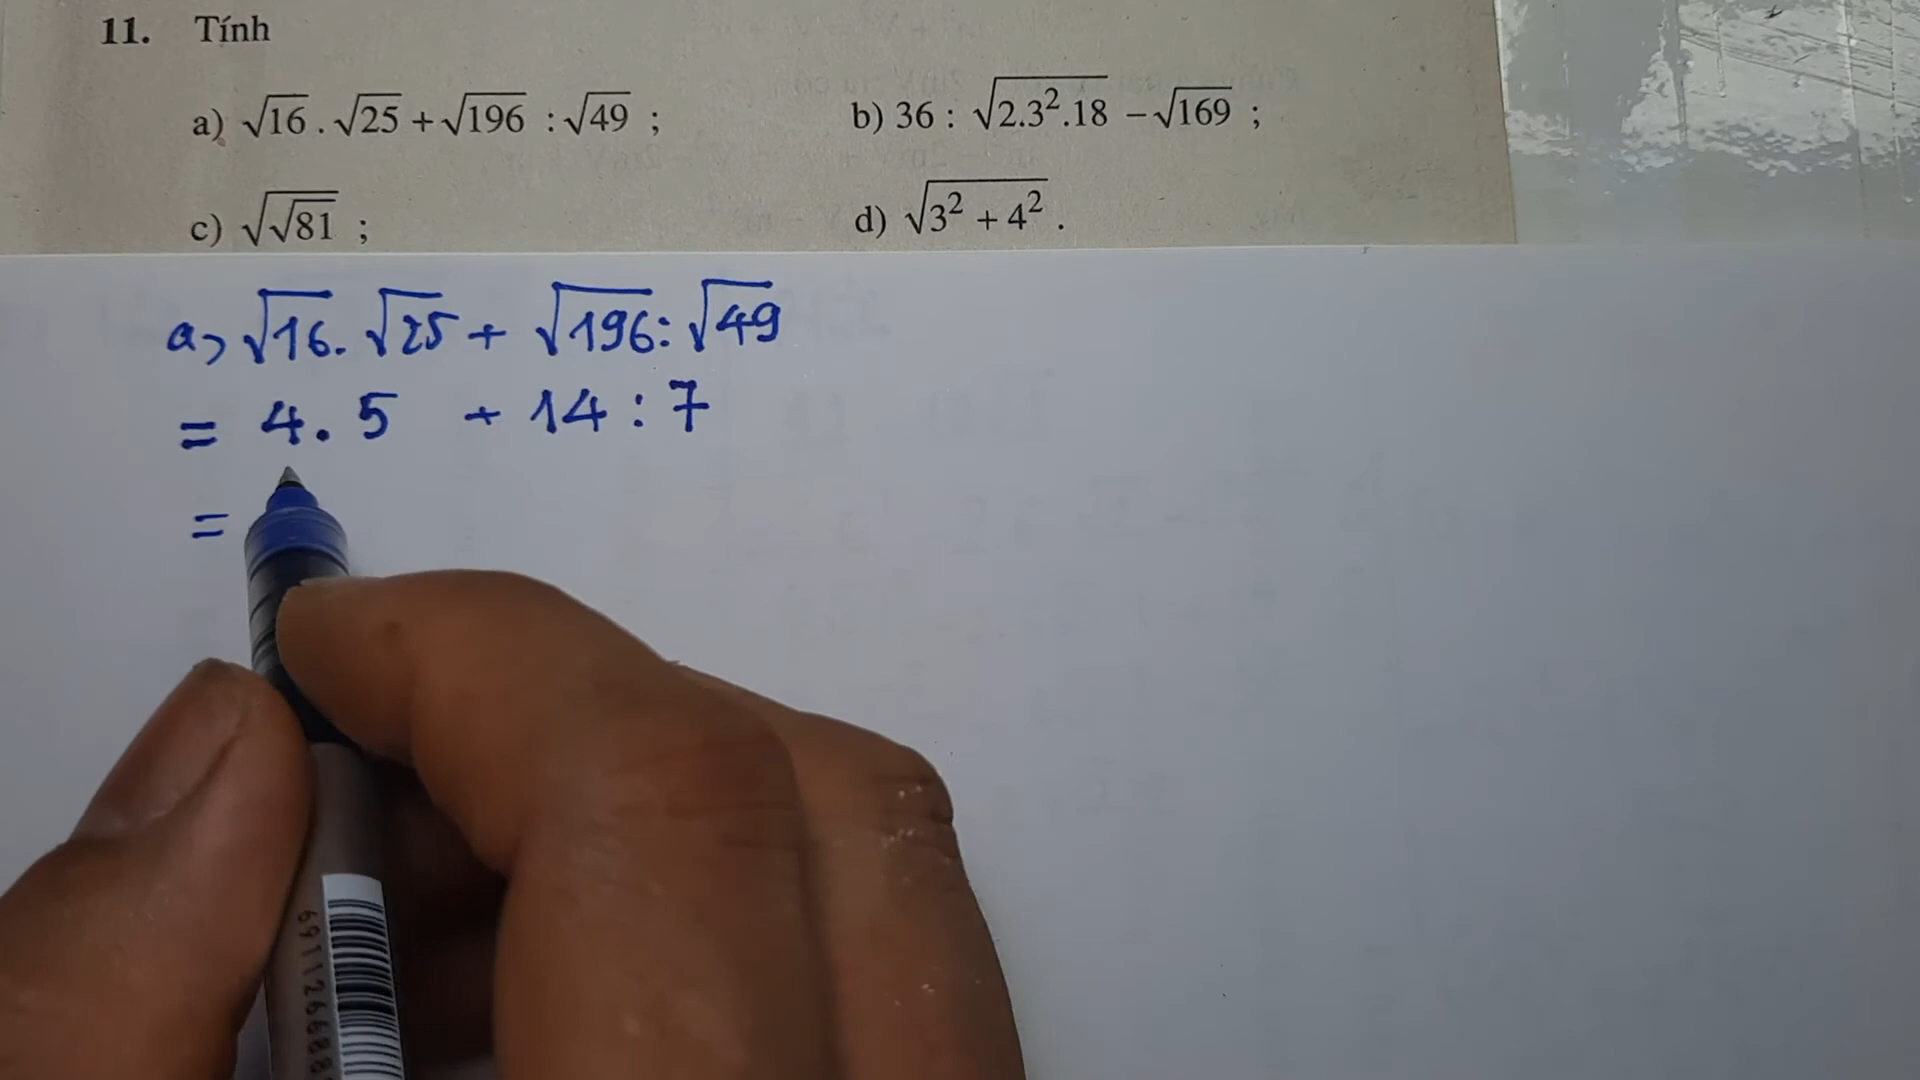 11. Tính
a) √16 . √25 + √196 : √49 ;
b) 36 : √2.3².18 − √169 ;
c) √√81 ;
d) √3² + 4² .
a> √16 . √25 + √196 : √49
= 4 . 5 + 14 : 7
=